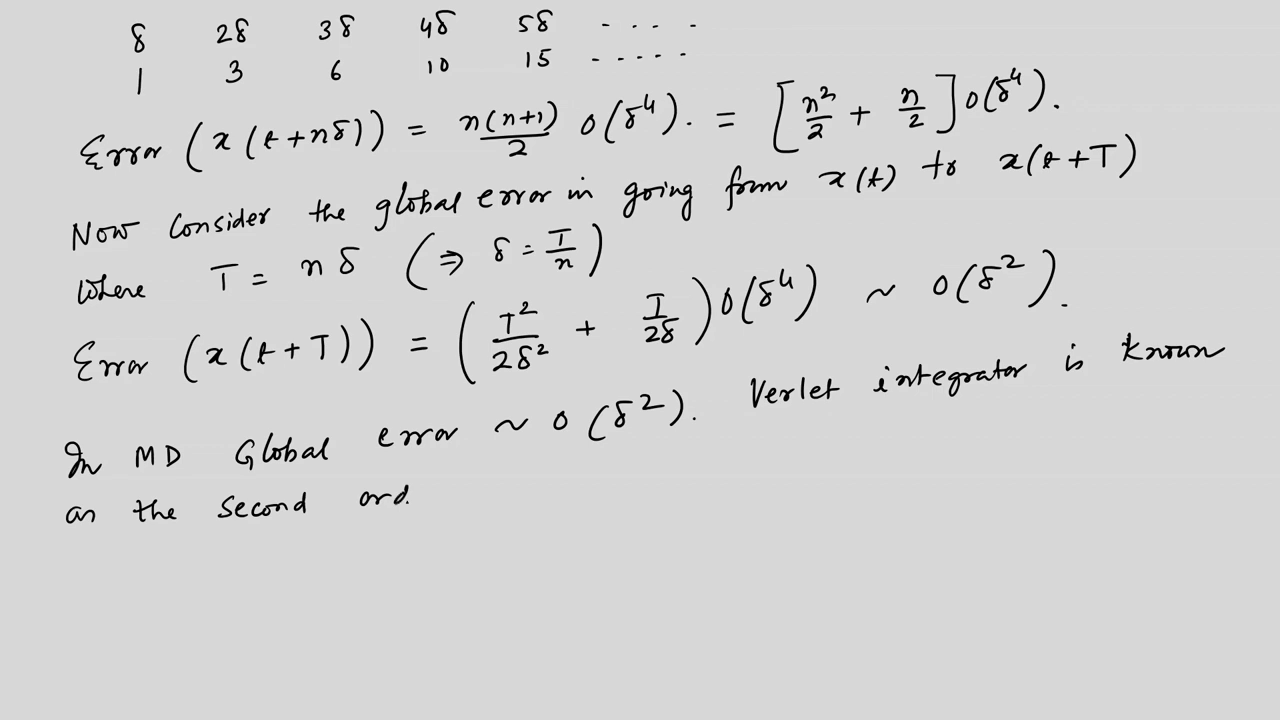 δ 2δ 3δ 4δ 5δ . . . .
1 3 6 10 15 . . . . .
Error (x(t+nδ)) = n(n+1)/2 O(δ⁴). = [n²/2 + n/2] O(δ⁴).
Now consider the global error in going from x(t) to x(t+T)
where T = nδ (⇒ δ = T/n)
Error (x(t+T)) = (T²/2δ² + T/2δ) O(δ⁴) ~ O(δ²).
In MD Global error ~ O(δ²). Verlet integrator is known
as the second ord